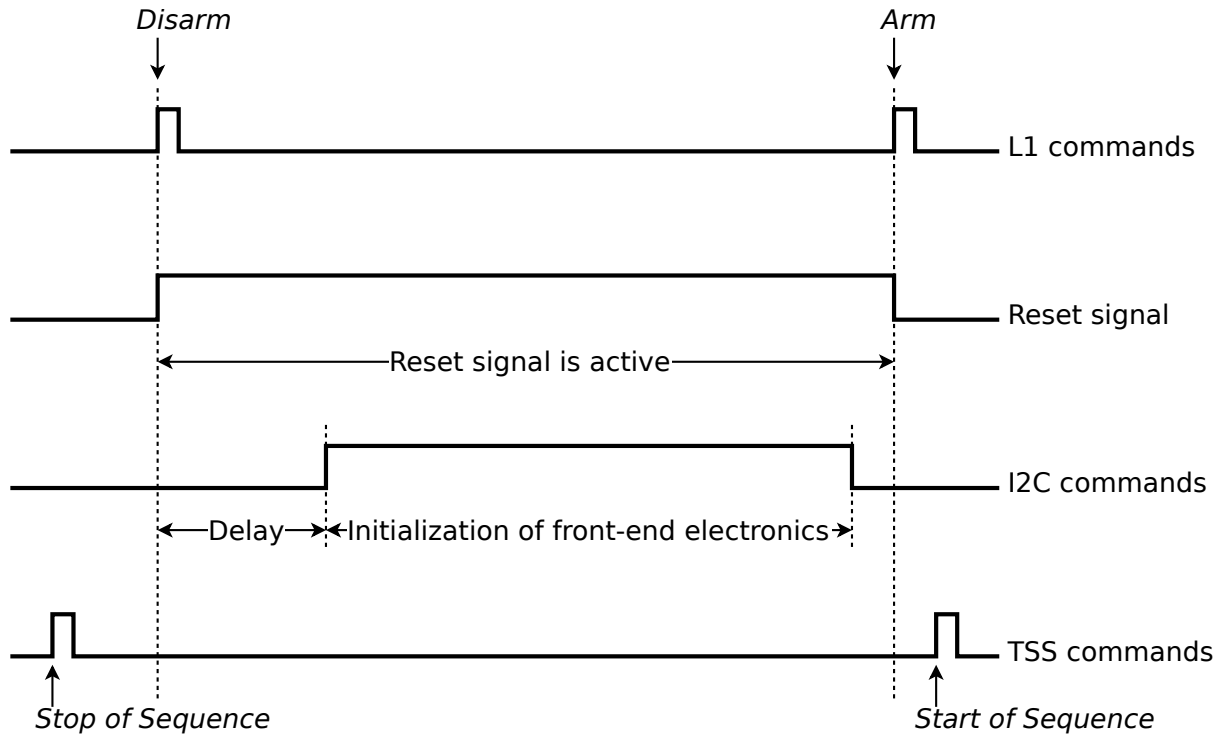 Disarm
Arm
L1 commands
Reset signal
Reset signal is active
I2C commands
Delay
Initialization of front-end electronics
TSS commands
Stop of Sequence
Start of Sequence